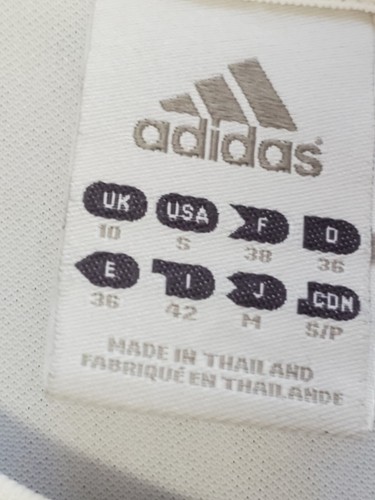 adidas
UK USA F D
10 S 38 36
E I J CDN
36 42 M S/P
MADE IN THAILAND
FABRIQUÉ EN THAILANDE